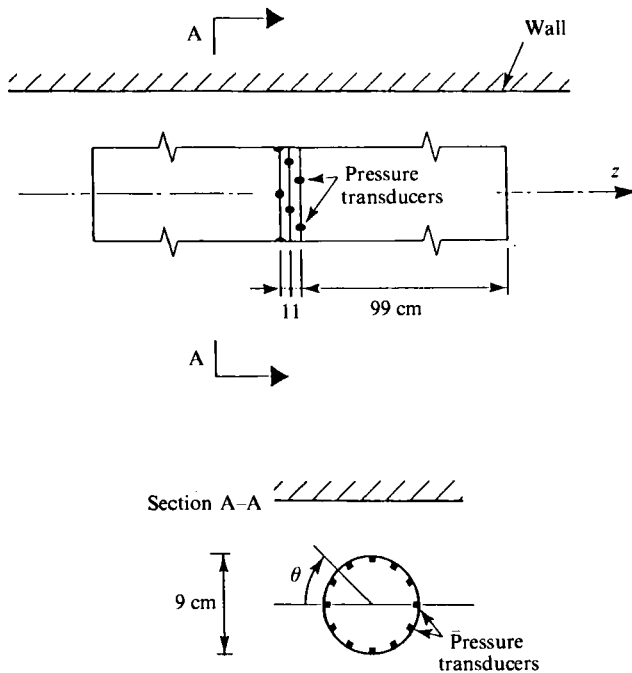 A
Wall
Pressure
transducers
z
11
99 cm
A
Section A–A
θ
9 cm
Pressure
transducers